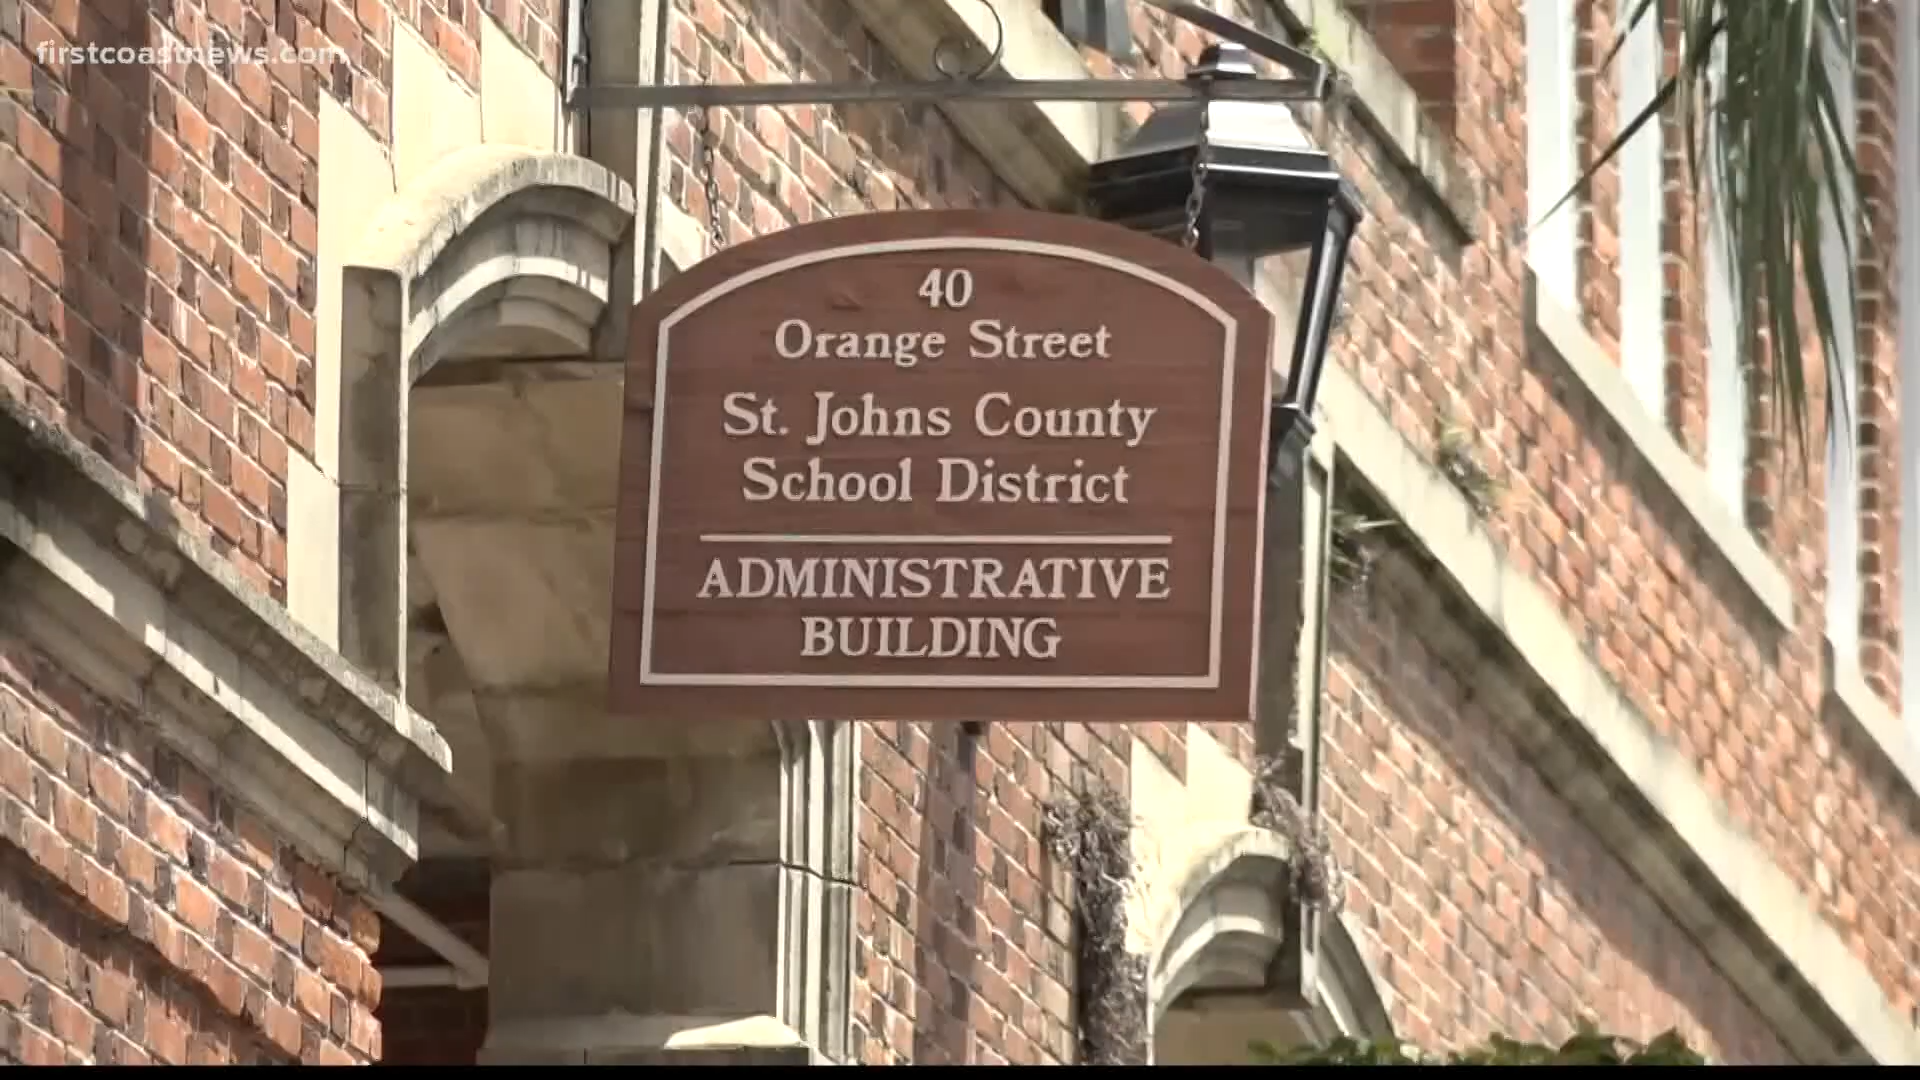 firstcoastnews.com
40
Orange Street
St. Johns County
School District
ADMINISTRATIVE
BUILDING